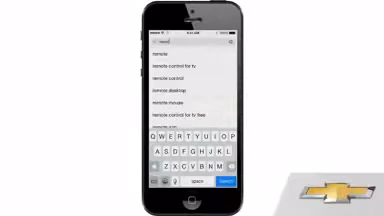 remote
remote control for tv
remote control
remote desktop
remote mouse
remote control for tv free
Q W E R T Y U I O P
A S D F G H J K L
Z X C V B N M
space
Search